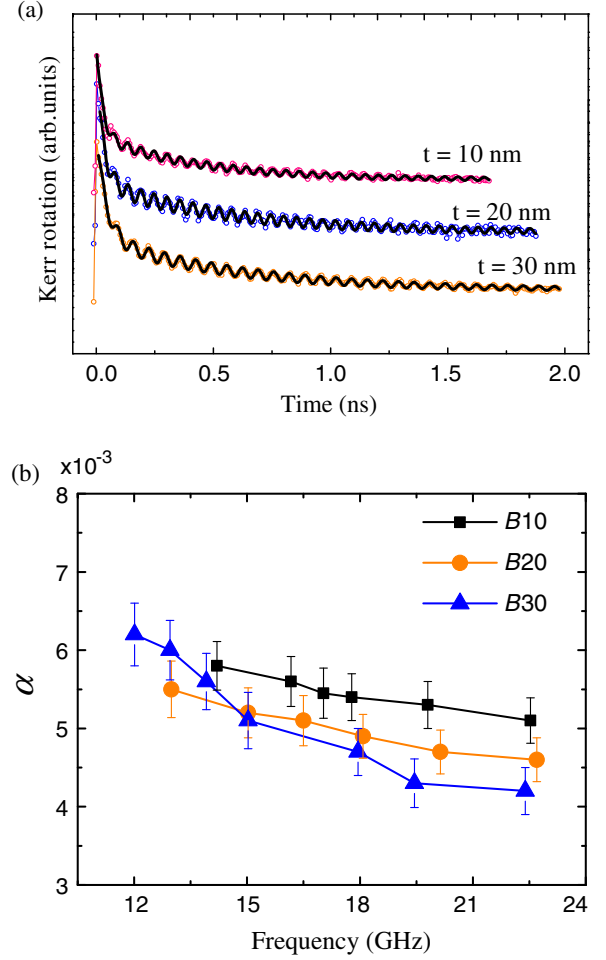 (a)
Kerr rotation (arb.units)
t = 10 nm
t = 20 nm
t = 30 nm
0.0 0.5 1.0 1.5 2.0
Time (ns)
(b)
x10-3
8
7
6
5
4
3
α
B10
B20
B30
12 15 18 21 24
Frequency (GHz)